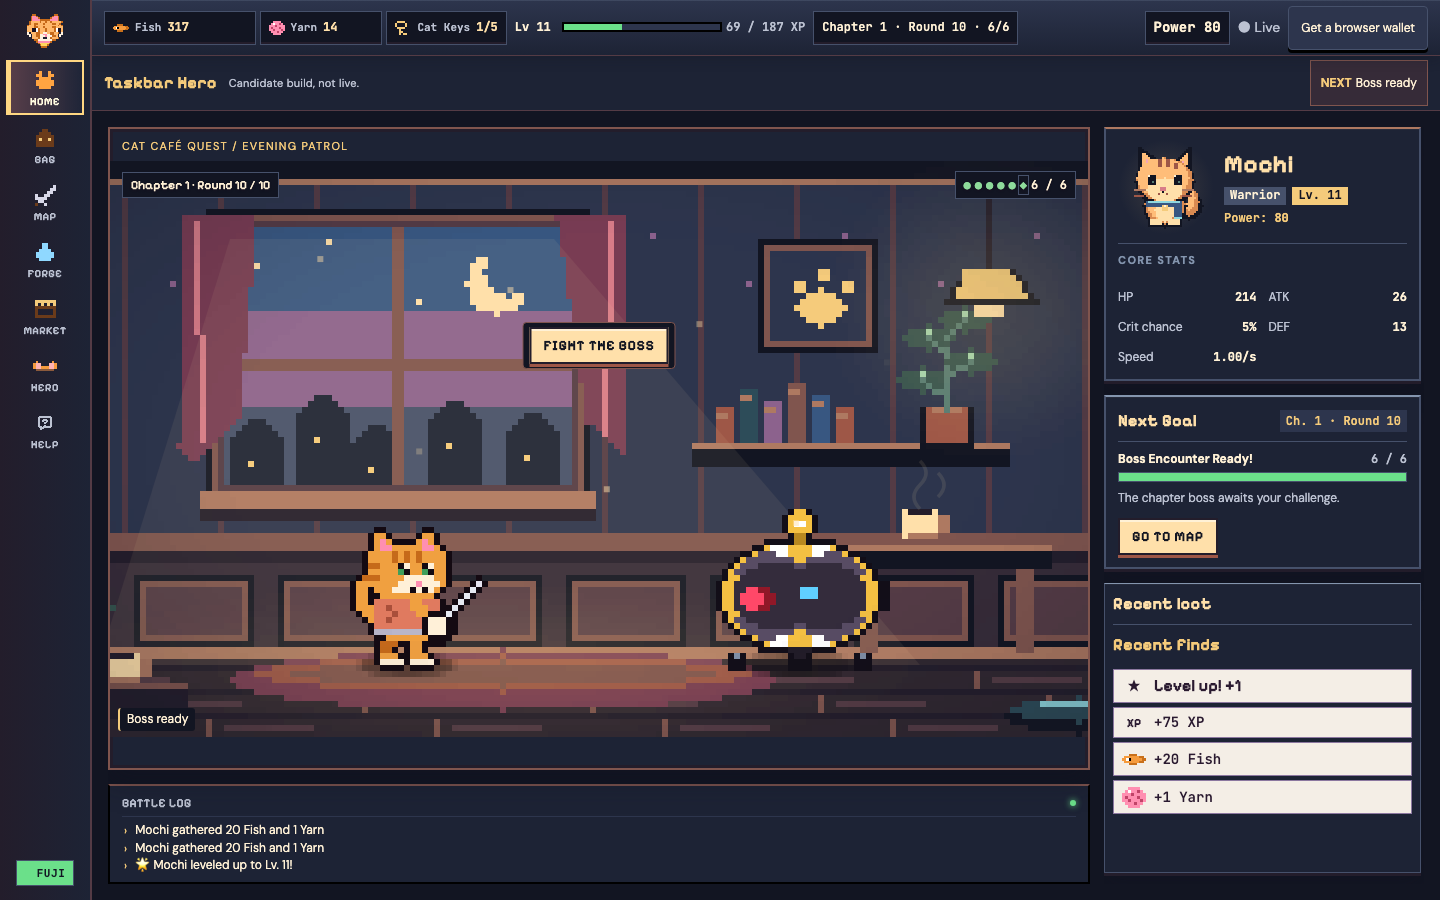 Fish 317
Yarn 14
Cat Keys 1/5
Lv 11
69 / 187 XP
Chapter 1 · Round 10 · 6/6
Power 80
Live
Get a browser wallet
Taskbar Hero
Candidate build, not live.
NEXT Boss ready
HOME
BAG
MAP
FORGE
MARKET
HERO
HELP
FUJI
CAT CAFÉ QUEST / EVENING PATROL
Chapter 1 · Round 10 / 10
6 / 6
FIGHT THE BOSS
Boss ready
BATTLE LOG
› Mochi gathered 20 Fish and 1 Yarn
› Mochi gathered 20 Fish and 1 Yarn
› 🌟 Mochi leveled up to Lv. 11!
Mochi
Warrior Lv. 11
Power: 80
CORE STATS
HP 214 ATK 26
Crit chance 5% DEF 13
Speed 1.00/s
Next Goal
Ch. 1 · Round 10
Boss Encounter Ready! 6 / 6
The chapter boss awaits your challenge.
GO TO MAP
Recent loot
Recent finds
★ Level up! +1
XP +75 XP
+20 Fish
+1 Yarn